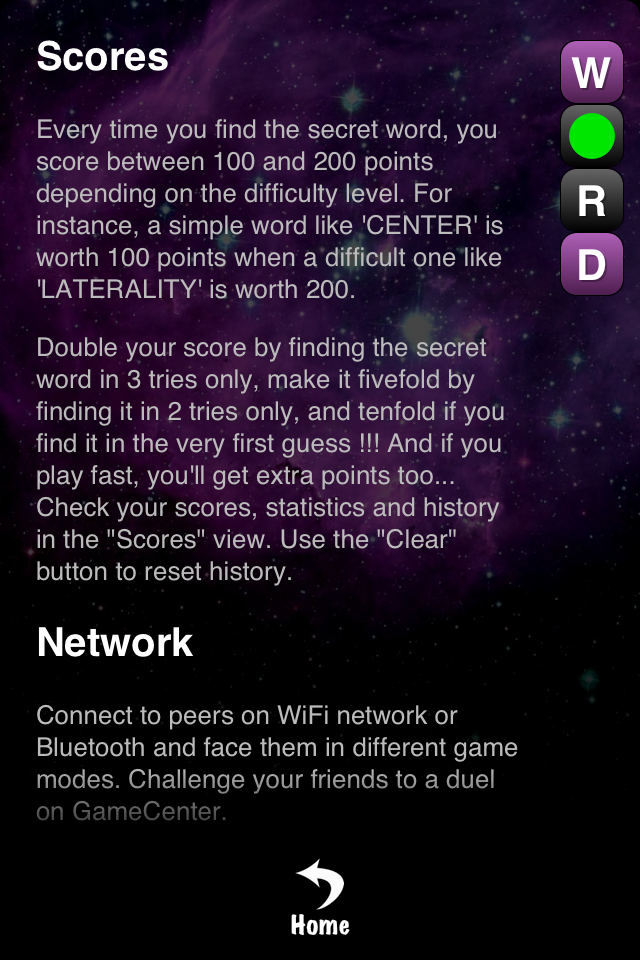 Scores
W
R
D
Every time you find the secret word, you
score between 100 and 200 points
depending on the difficulty level. For
instance, a simple word like 'CENTER' is
worth 100 points when a difficult one like
'LATERALITY' is worth 200.
Double your score by finding the secret
word in 3 tries only, make it fivefold by
finding it in 2 tries only, and tenfold if you
find it in the very first guess !!! And if you
play fast, you'll get extra points too...
Check your scores, statistics and history
in the "Scores" view. Use the "Clear"
button to reset history.
Network
Connect to peers on WiFi network or
Bluetooth and face them in different game
modes. Challenge your friends to a duel
on GameCenter.
Home